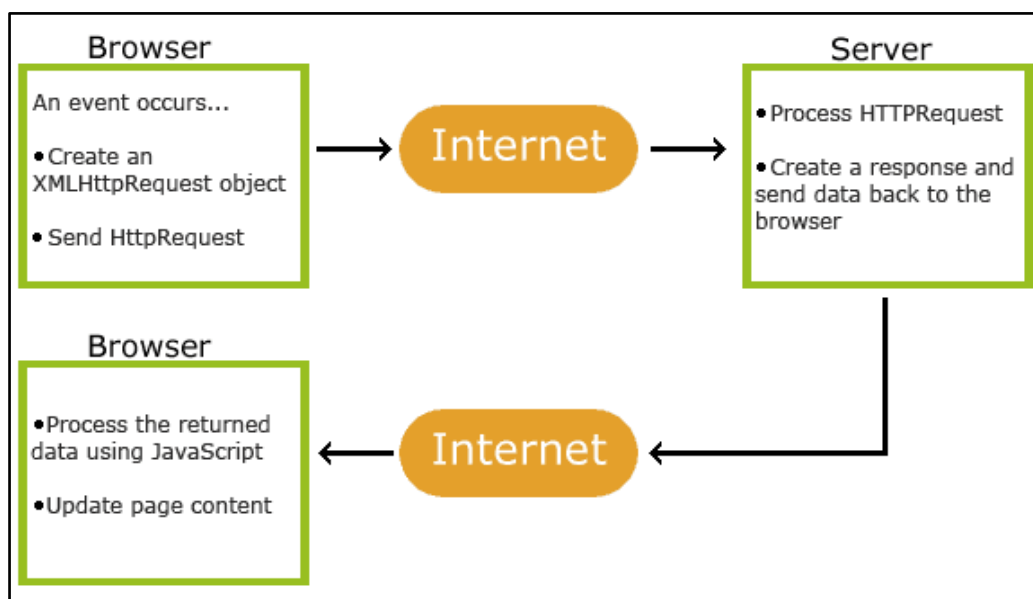 Browser
An event occurs...
•Create an
XMLHttpRequest object
• Send HttpRequest
Internet
Server
•Process HTTPRequest
•Create a response and
send data back to the
browser
Browser
•Process the returned
data using JavaScript
•Update page content
Internet